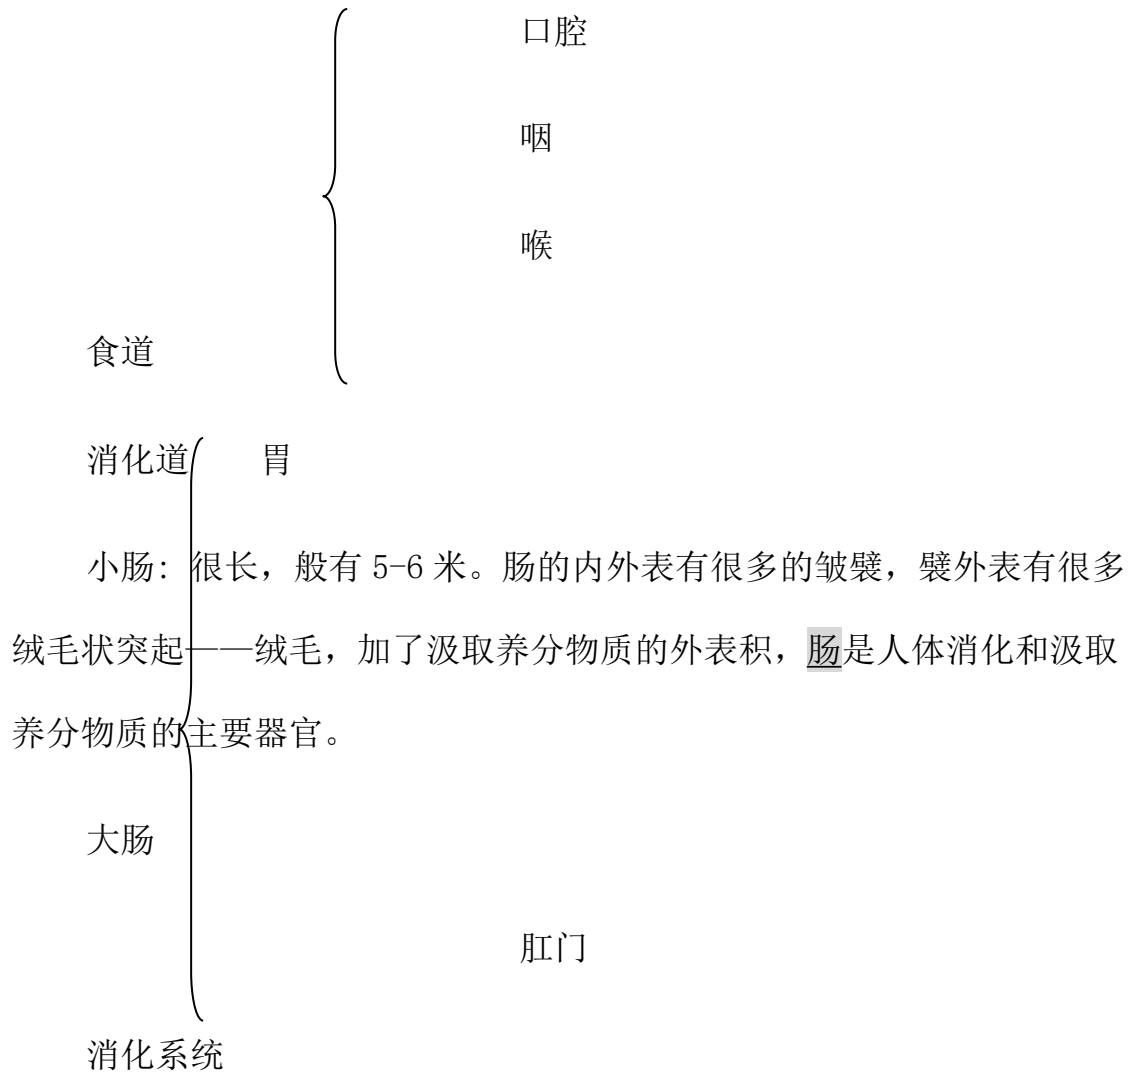 口腔
咽
喉
食道
消化道 胃
小肠: 很长，般有 5-6 米。肠的内外表有很多的皱襞，襞外表有很多
绒毛状突起——绒毛，加了汲取养分物质的外表积，肠是人体消化和汲取
养分物质的主要器官。
大肠
肛门
消化系统